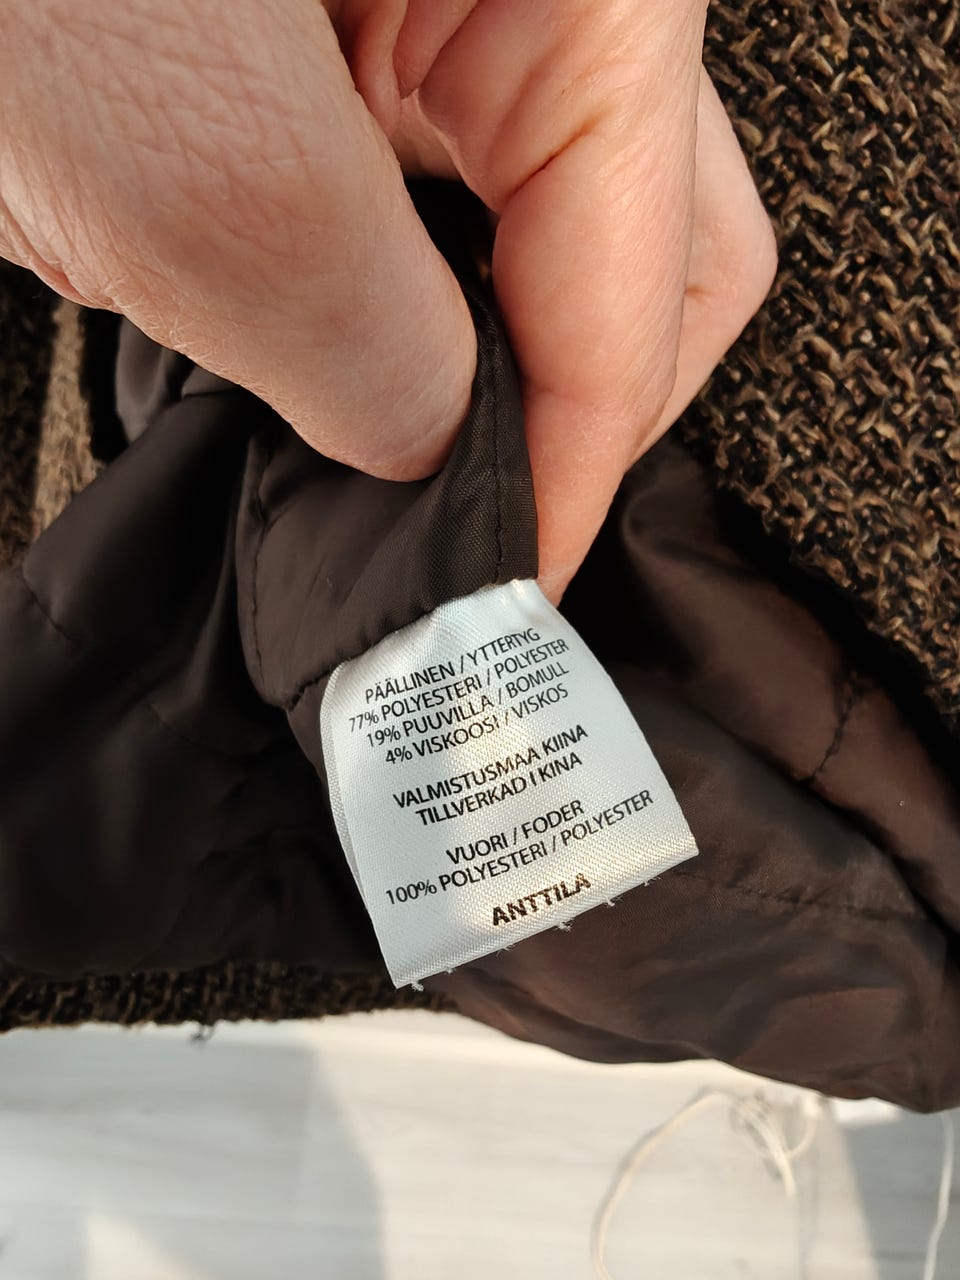 PÄÄLLINEN / YTTERTYG
77% POLYESTERI / POLYESTER
19% PUUVILLA / BOMULL
4% VISKOOSI / VISKOS
VALMISTUSMAA KIINA
TILLVERKAD I KINA
VUORI / FODER
100% POLYESTERI / POLYESTER
ANTTILA